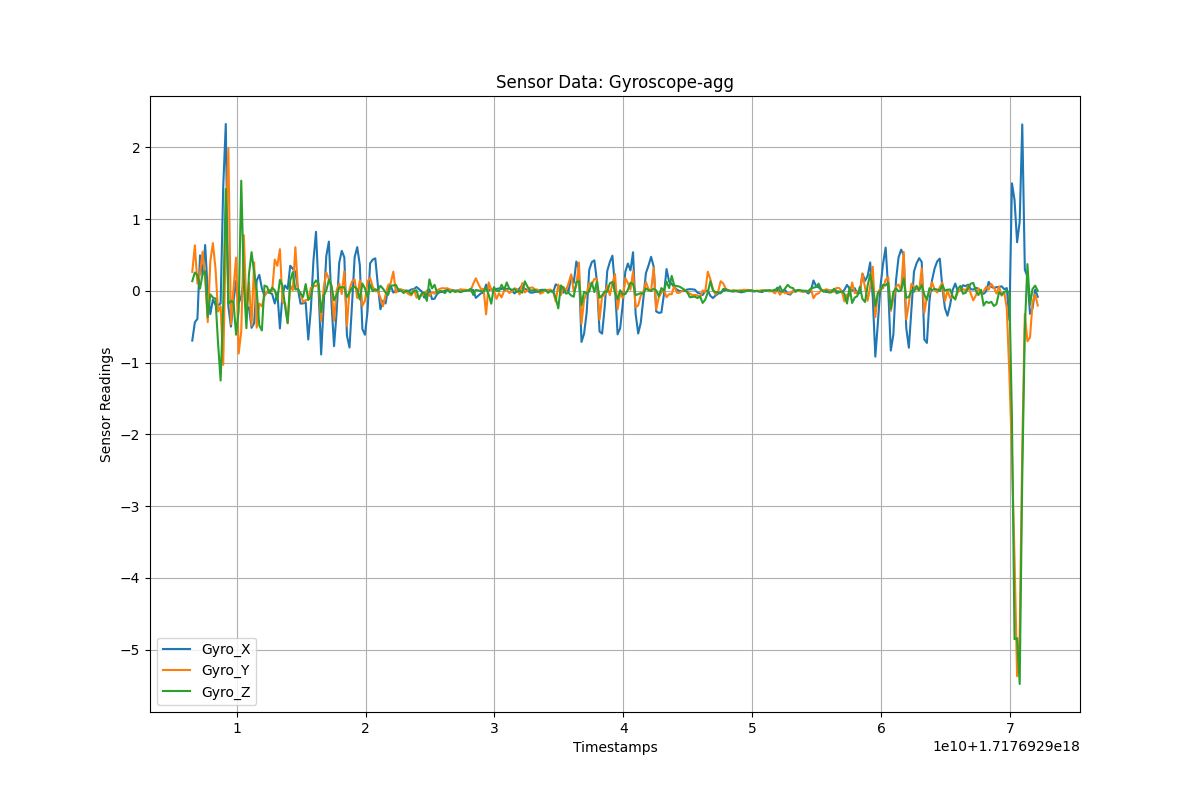 Sensor Data: Gyroscope-agg
Sensor Readings
2
1
0
−1
−2
−3
−4
−5
Gyro_X
Gyro_Y
Gyro_Z
1 2 3 4 5 6 7
Timestamps
1e10+1.7176929e18